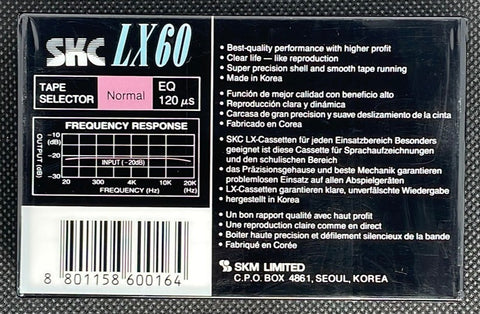 SKC LX60
TAPE SELECTOR Normal EQ 120 µs
FREQUENCY RESPONSE
OUTPUT (dB)
-10
-20
-30
INPUT (-20dB)
20 300 1K 4K 10K 20K
FREQUENCY (Hz) (Hz)
8 801158 600164
• Best-quality performance with higher profit
• Clear life — like reproduction
• Super precision shell and smooth tape running
• Made in Korea
• Función de mejor calidad con beneficio alto
• Reproducción clara y dinámica
• Carcasa de gran precision y suave deslizamiento de la cinta
• Fabricado en Corea
• SKC LX-Cassetten für jeden Einsatzbereich Besonders
geeignet ist diese Cassette für Sprachaufzeichnungen
und den schulischen Bereich
• das Präzisionsgehause und beste Mechanik garantieren
problemlosen Einsatz auf allen Abspielgeräten
• LX-Cassetten garantieren klare, unverfälschte Wiedergabe
hergestellt in Korea
• Un bon rapport qualité avec haut profit
• Une reproduction claire comme en direct
• Boiter haute precision et défilement silencieux de la bande
• Fabriqué en Corée
SKM LIMITED
C.P.O. BOX 4861, SEOUL, KOREA